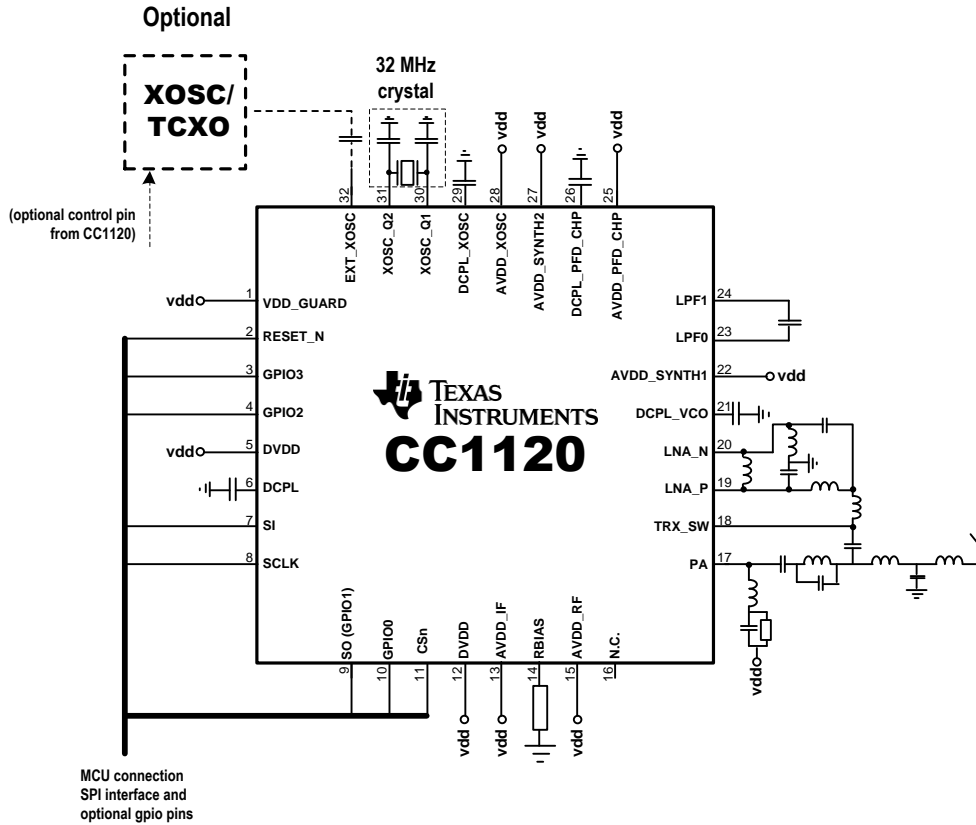 Optional
XOSC/
TCXO
32 MHz
crystal
(optional control pin
from CC1120)
vdd
vdd
vdd
32
31
30
29
28
27
26
25
EXT_XOSC
XOSC_Q2
XOSC_Q1
DCPL_XOSC
AVDD_XOSC
AVDD_SYNTH2
DCPL_PFD_CHP
AVDD_PFD_CHP
vdd
1
VDD_GUARD
2
RESET_N
3
GPIO3
4
GPIO2
vdd
5
DVDD
6
DCPL
7
SI
8
SCLK
TEXAS
INSTRUMENTS
CC1120
LPF1
24
LPF0
23
AVDD_SYNTH1
22
vdd
DCPL_VCO
21
LNA_N
20
LNA_P
19
TRX_SW
18
PA
17
vdd
SO (GPIO1)
GPIO0
CSn
DVDD
AVDD_IF
RBIAS
AVDD_RF
N.C.
9
10
11
12
13
14
15
16
vdd
vdd
vdd
MCU connection
SPI interface and
optional gpio pins